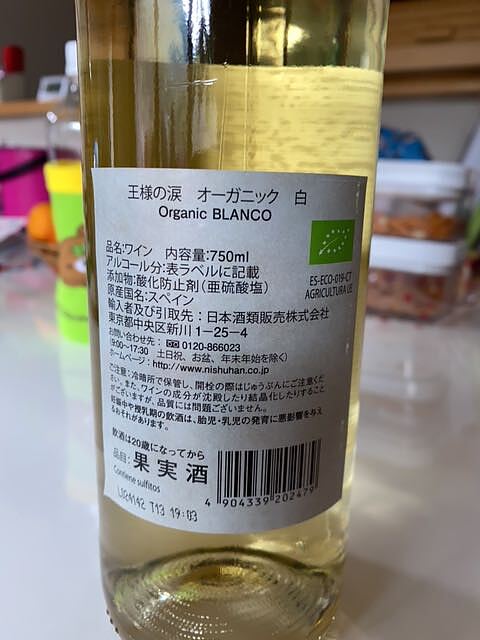 王様の涙 オーガニック 白
Organic BLANCO
品名:ワイン 内容量:750ml
アルコール分:表ラベルに記載
添加物:酸化防止剤(亜硫酸塩)
原産国名:スペイン
輸入者及び引取先:日本酒類販売株式会社
東京都中央区新川1-25-4
お問い合わせ先: 0120-866023
(9:00~17:30 土日祝、お盆、年末年始を除く)
ホームページ:http://www.nishuhan.co.jp
ご注意:冷暗所で保管し、開栓の際はじゅうぶんにご注意くだ
さい。また、ワインの成分が沈殿したり結晶化したりすること
がございますが、品質には問題ございません。
妊娠中や授乳期の飲酒は、胎児・乳児の発育に悪影響を与え
るおそれがあります。
飲酒は20歳になってから
品目:果実酒
Contiene sulfitos
4 904339 202479
T13 19:03
ES-ECO-019-CT
AGRICULTURA UE